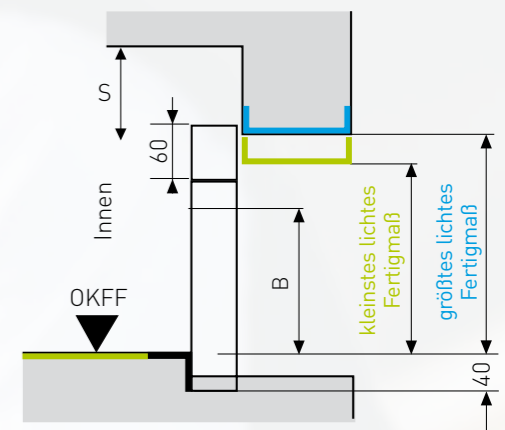 S
60
Innen
OKFF
B
kleinstes lichtes
Fertigmaß
größtes lichtes
Fertigmaß
40